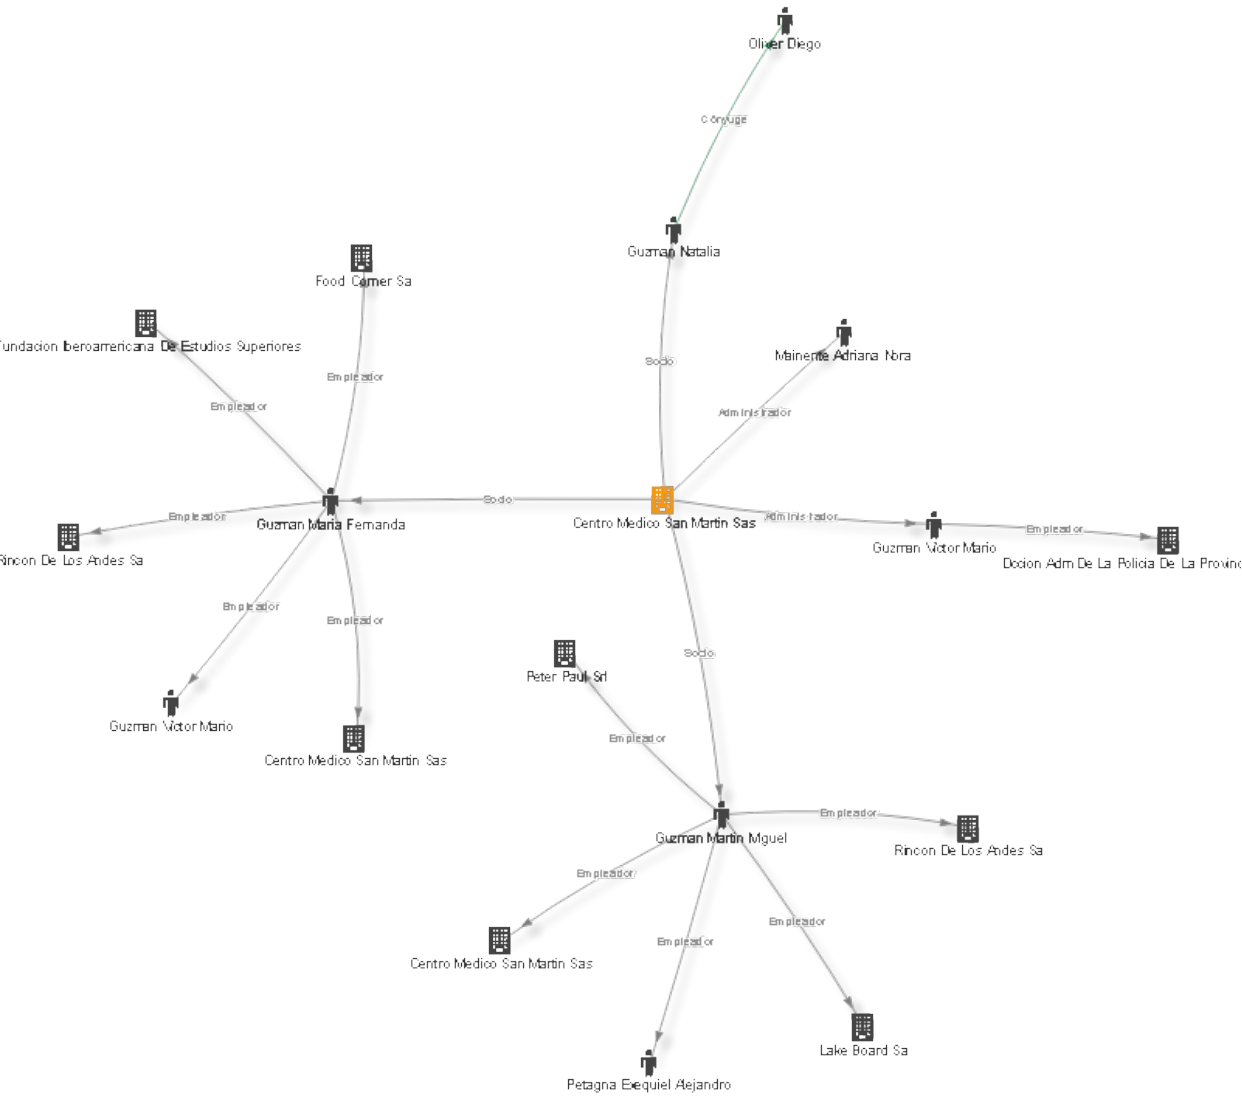 Oliver Diego
Cónyuge
Guzman Natalia
Food Corner Sa
Fundacion Iberoamericana De Estudios Superiores
Mainente Adriana Nora
Socio
Empleador
Empleador
Administrador
Socio
Guzman Maria Fernanda
Centro Medico San Martin Sas
Administrador
Empleador
Guzman Victor Mario
Empleador
Rincon De Los Andes Sa
Dccion Adm De La Policia De La Provinc
Empleador
Empleador
Socio
Peter Paul Srl
Guzman Victor Mario
Empleador
Centro Medico San Martin Sas
Empleador
Guzman Martin Miguel
Rincon De Los Andes Sa
Empleador
Empleador
Empleador
Centro Medico San Martin Sas
Lake Board Sa
Petagna Exequiel Alejandro